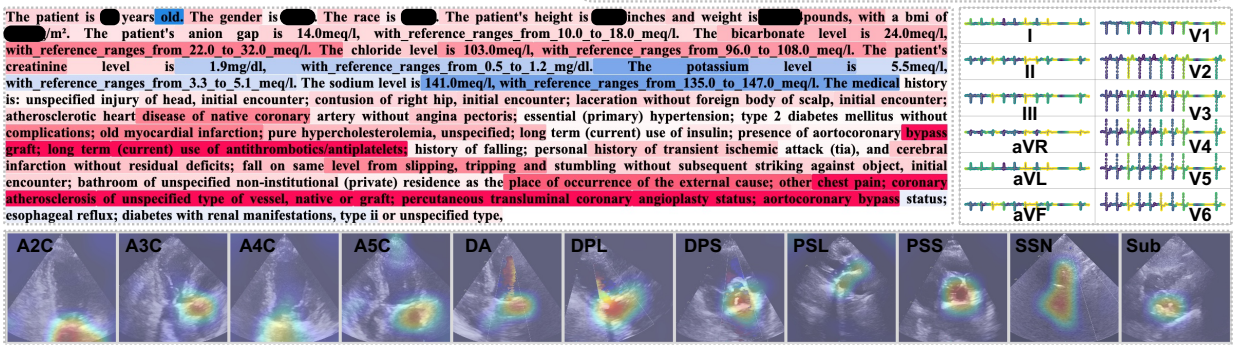 The patient is years old. The gender is . The race is . The patient's height is inches and weight is pounds, with a bmi of
/m². The patient's anion gap is 14.0meq/l, with_reference_ranges_from_10.0_to_18.0_meq/l. The bicarbonate level is 24.0meq/l,
with_reference_ranges_from_22.0_to_32.0_meq/l. The chloride level is 103.0meq/l, with_reference_ranges_from_96.0_to_108.0_meq/l. The patient's
creatinine level is 1.9mg/dl, with_reference_ranges_from_0.5_to_1.2_mg/dl. The potassium level is 5.5meq/l,
with_reference_ranges_from_3.3_to_5.1_meq/l. The sodium level is 141.0meq/l, with_reference_ranges_from_135.0_to_147.0_meq/l. The medical history
is: unspecified injury of head, initial encounter; contusion of right hip, initial encounter; laceration without foreign body of scalp, initial encounter;
atherosclerotic heart disease of native coronary artery without angina pectoris; essential (primary) hypertension; type 2 diabetes mellitus without
complications; old myocardial infarction; pure hypercholesterolemia, unspecified; long term (current) use of insulin; presence of aortocoronary bypass
graft; long term (current) use of antithrombotics/antiplatelets; history of falling; personal history of transient ischemic attack (tia), and cerebral
infarction without residual deficits; fall on same level from slipping, tripping and stumbling without subsequent striking against object, initial
encounter; bathroom of unspecified non-institutional (private) residence as the place of occurrence of the external cause; other chest pain; coronary
atherosclerosis of unspecified type of vessel, native or graft; percutaneous transluminal coronary angioplasty status; aortocoronary bypass status;
esophageal reflux; diabetes with renal manifestations, type ii or unspecified type,
I
II
III
aVR
aVL
aVF
V1
V2
V3
V4
V5
V6
A2C A3C A4C A5C DA DPL DPS PSL PSS SSN Sub